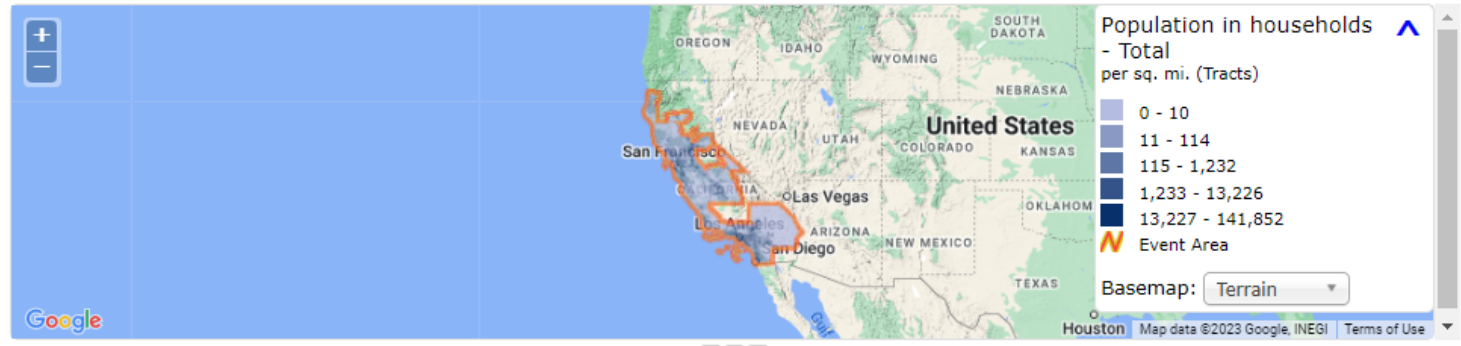 +
−
SOUTH
DAKOTA
OREGON
IDAHO
WYOMING
NEBRASKA
NEVADA
UTAH
United States
COLORADO
KANSAS
San Francisco
CALIFORNIA
Las Vegas
OKLAHOM
Los Angeles
ARIZONA
NEW MEXICO
San Diego
TEXAS
Gulf
Houston
Google
Map data ©2023 Google, INEGI
Terms of Use
Population in households
- Total
per sq. mi. (Tracts)
0 - 10
11 - 114
115 - 1,232
1,233 - 13,226
13,227 - 141,852
Event Area
Basemap: Terrain